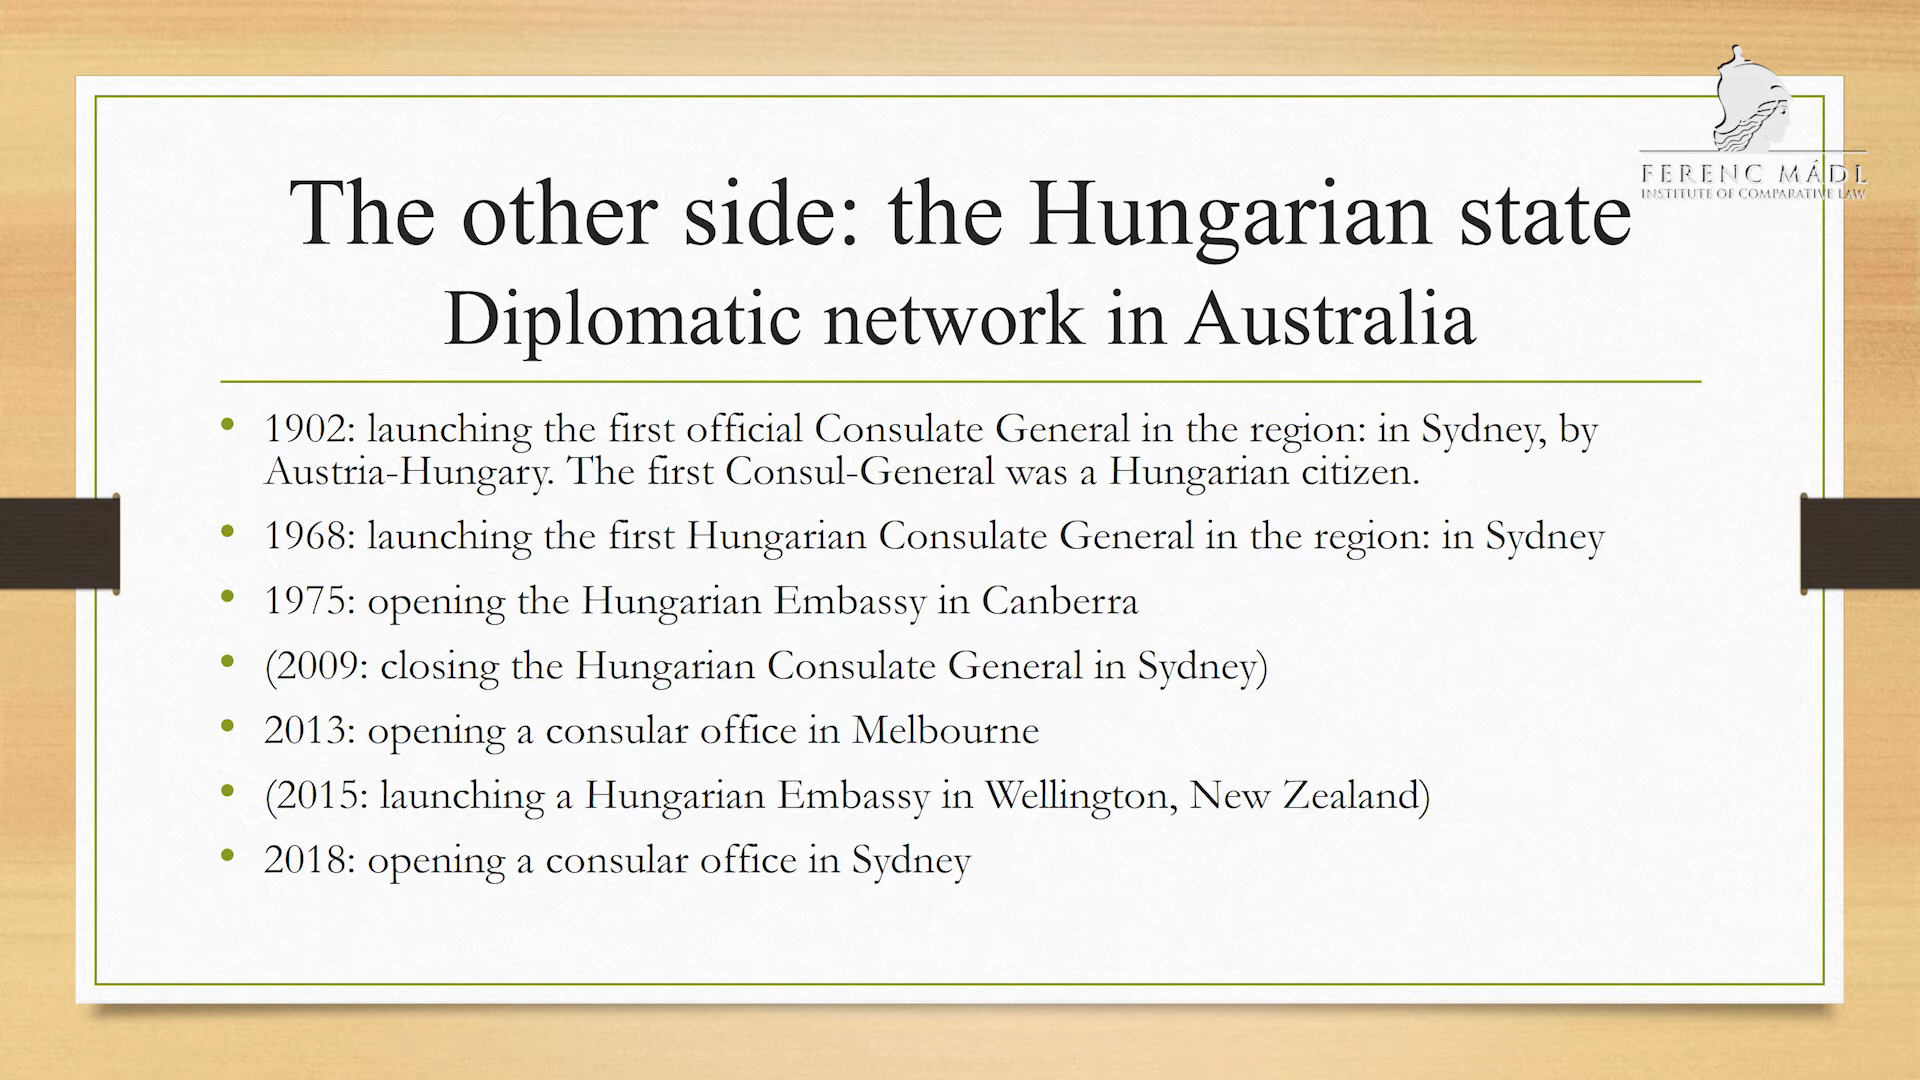 FERENC MÁDL
INSTITUTE OF COMPARATIVE LAW
The other side: the Hungarian state
Diplomatic network in Australia
• 1902: launching the first official Consulate General in the region: in Sydney, by
Austria-Hungary. The first Consul-General was a Hungarian citizen.
• 1968: launching the first Hungarian Consulate General in the region: in Sydney
• 1975: opening the Hungarian Embassy in Canberra
• (2009: closing the Hungarian Consulate General in Sydney)
• 2013: opening a consular office in Melbourne
• (2015: launching a Hungarian Embassy in Wellington, New Zealand)
• 2018: opening a consular office in Sydney